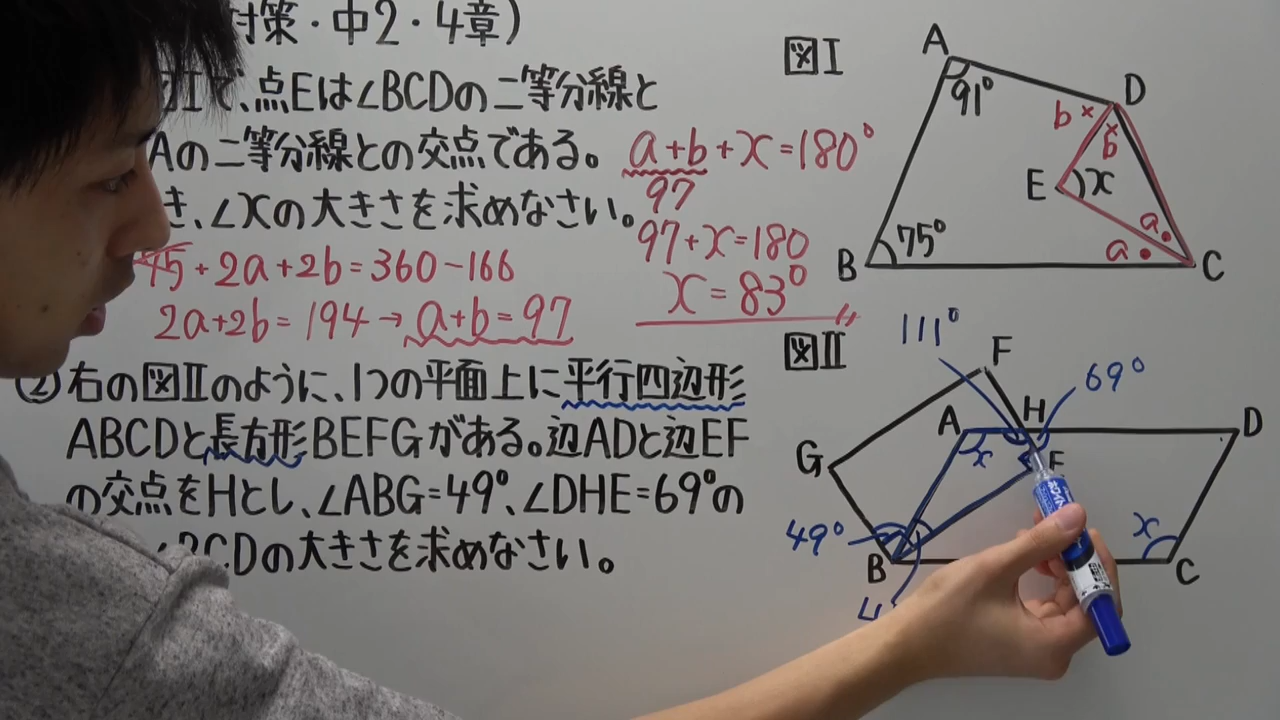 対策・中2・4章)
図Iで、点Eは∠BCDの二等分線と
Aの二等分線との交点である。
き、∠xの大きさを求めなさい。
+2a+2b=360-166
2a+2b=194→a+b=97
a+b+x=180°
97
97+x=180
x=83°
②右の図IIのように、1つの平面上に平行四辺形
ABCDと長方形BEFGがある。辺ADと辺EF
の交点をHとし、∠ABG=49°、∠DHE=69°の
CDの大きさを求めなさい。
図I
A
91°
D
b
b
E
x
75°
a
a
B
C
図II
111°
F
69°
A
H
D
G
x
E
49°
x
B
C